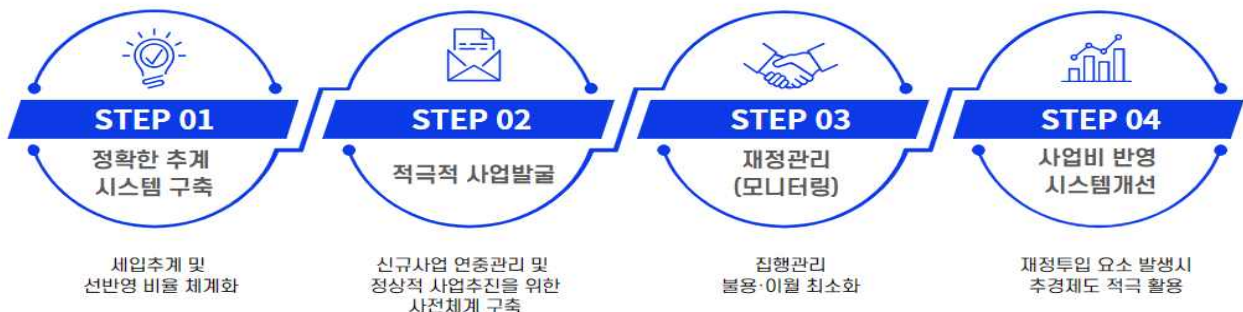 STEP 01
정확한 추계
시스템 구축
세입추계 및
선반영 비율 체계화
STEP 02
적극적 사업발굴
신규사업 연중관리 및
정상적 사업추진을 위한
사전체계 구축
STEP 03
재정관리
(모니터링)
집행관리
불용·이월 최소화
STEP 04
사업비 반영
시스템개선
재정투입 요소 발생시
추경제도 적극 활용